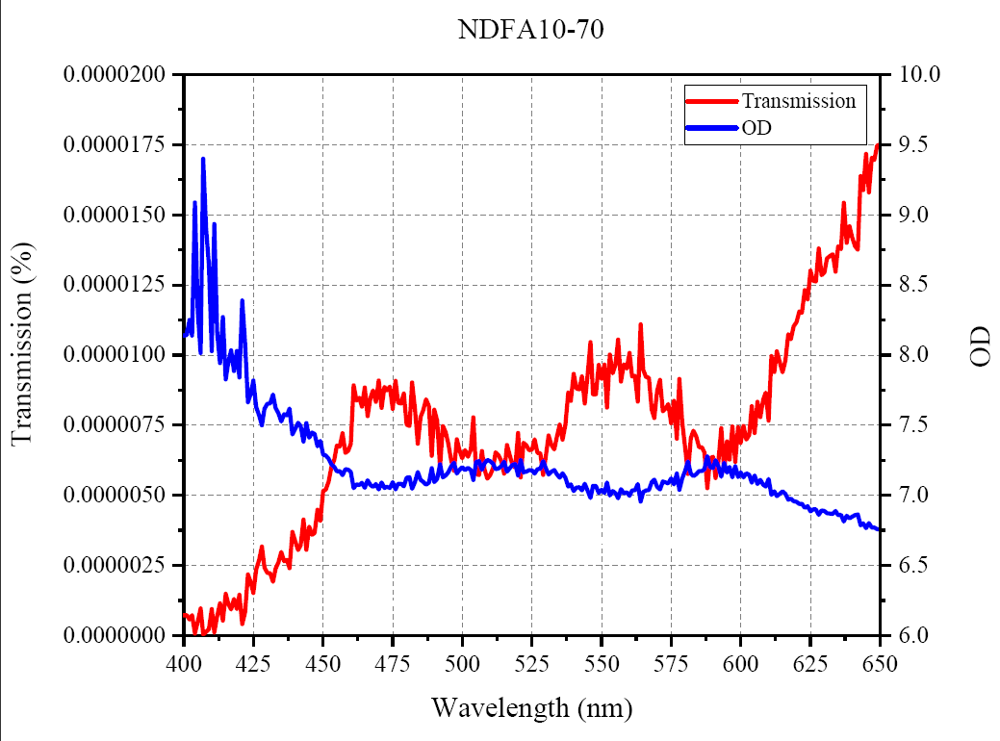 NDFA10-70
0.0000200
10.0
Transmission
OD
0.0000175
9.5
0.0000150
9.0
0.0000125
8.5
0.0000100
8.0
0.0000075
7.5
0.0000050
7.0
0.0000025
6.5
0.0000000
6.0
Transmission (%)
OD
400 425 450 475 500 525 550 575 600 625 650
Wavelength (nm)